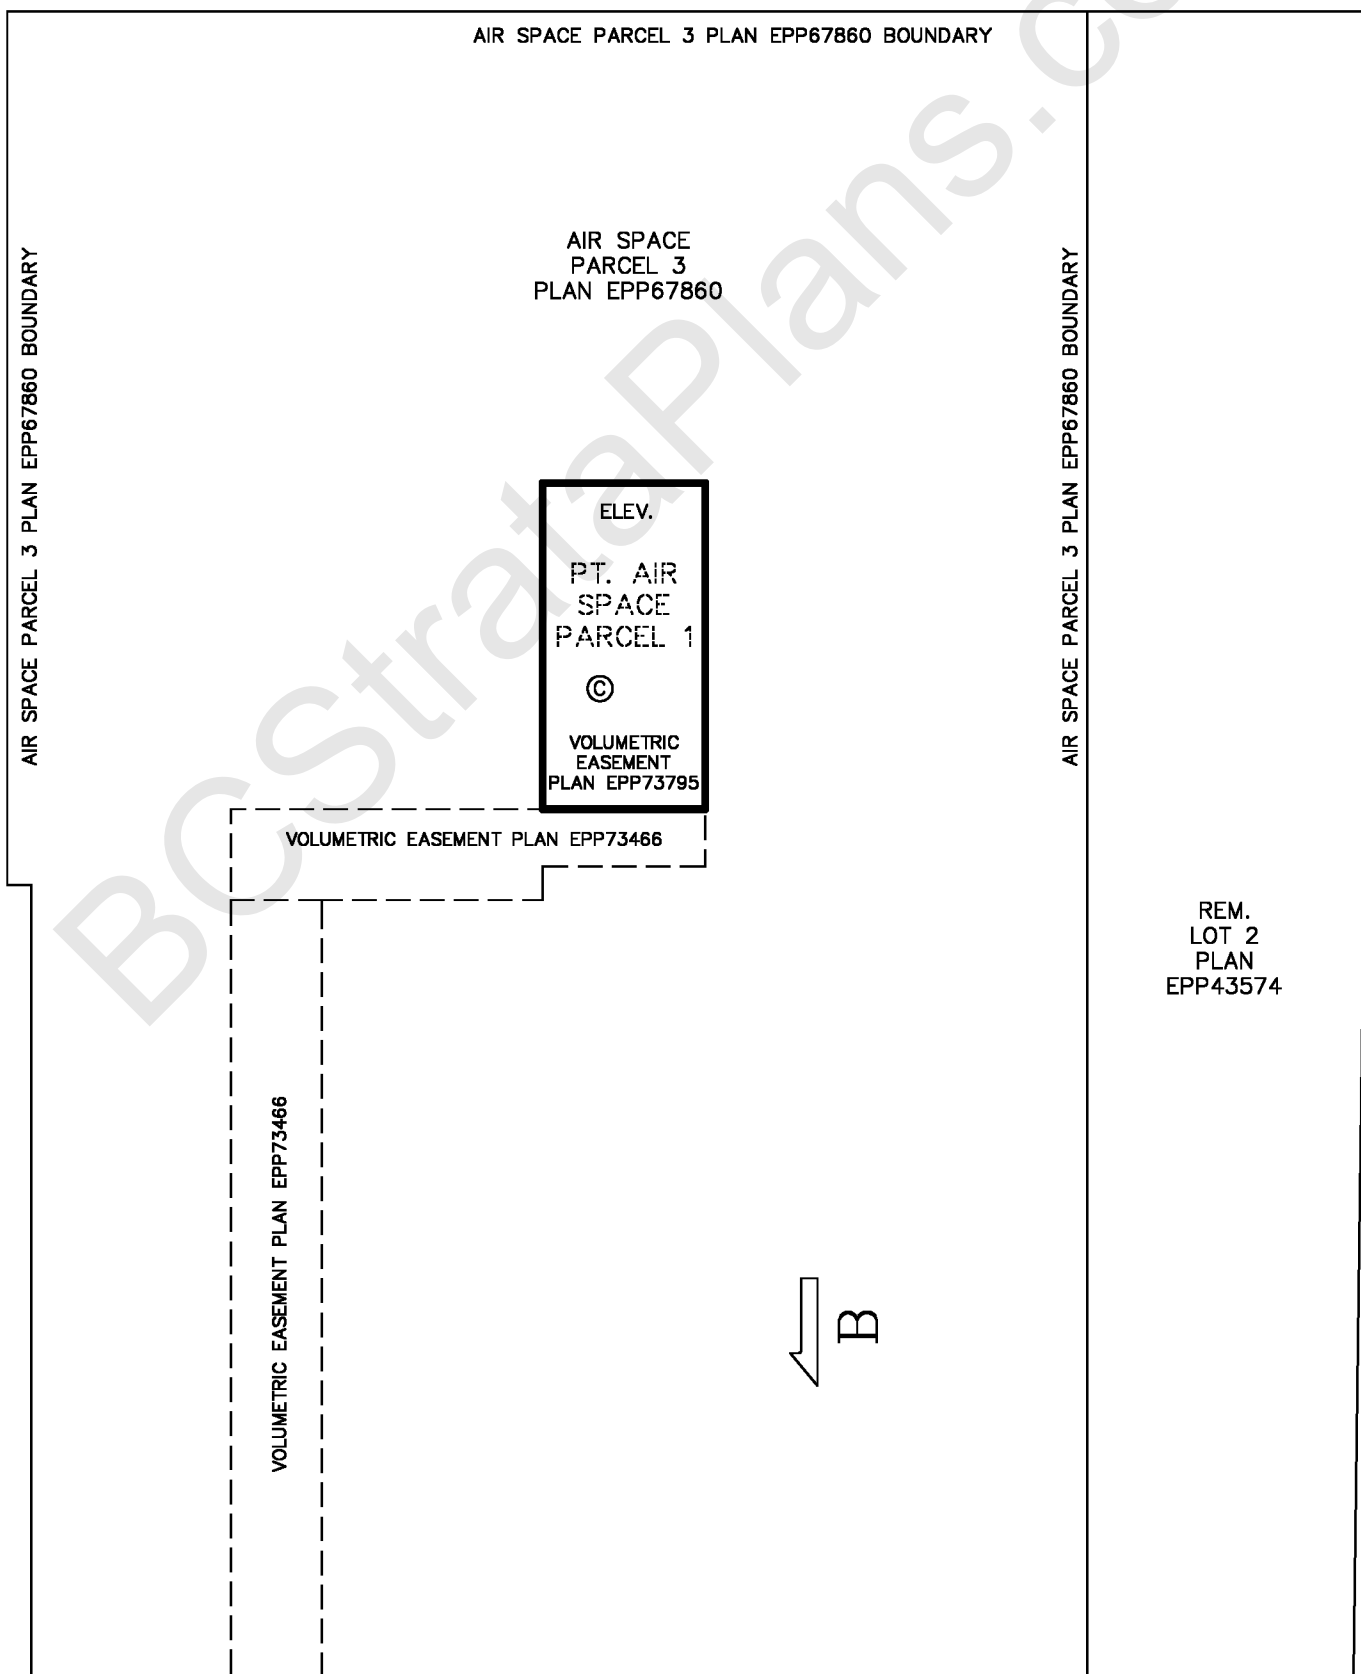 AIR SPACE PARCEL 3 PLAN EPP67860 BOUNDARY
AIR SPACE
PARCEL 3
PLAN EPP67860
AIR SPACE PARCEL 3 PLAN EPP67860 BOUNDARY
AIR SPACE PARCEL 3 PLAN EPP67860 BOUNDARY
ELEV.
PT. AIR
SPACE
PARCEL 1
©
VOLUMETRIC
EASEMENT
PLAN EPP73795
VOLUMETRIC EASEMENT PLAN EPP73466
REM.
LOT 2
PLAN
EPP43574
VOLUMETRIC EASEMENT PLAN EPP73466
B
BCStrataPlans.co